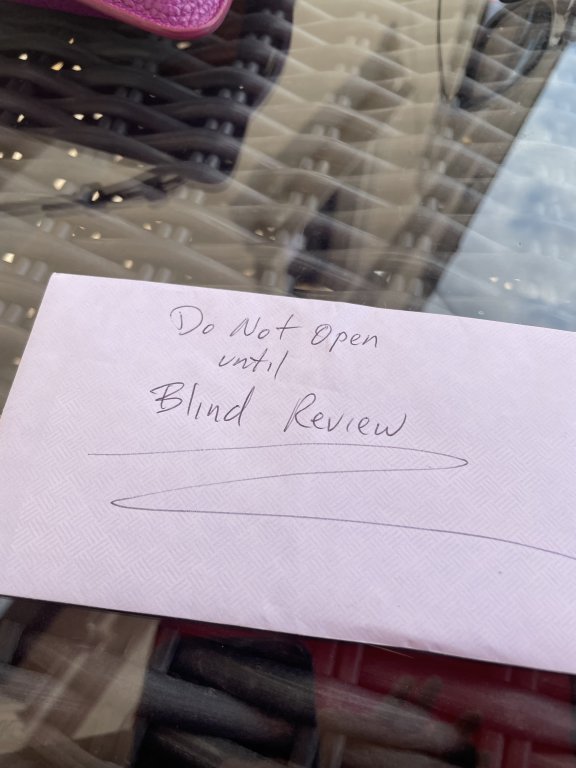 Do Not Open
until
Blind Review